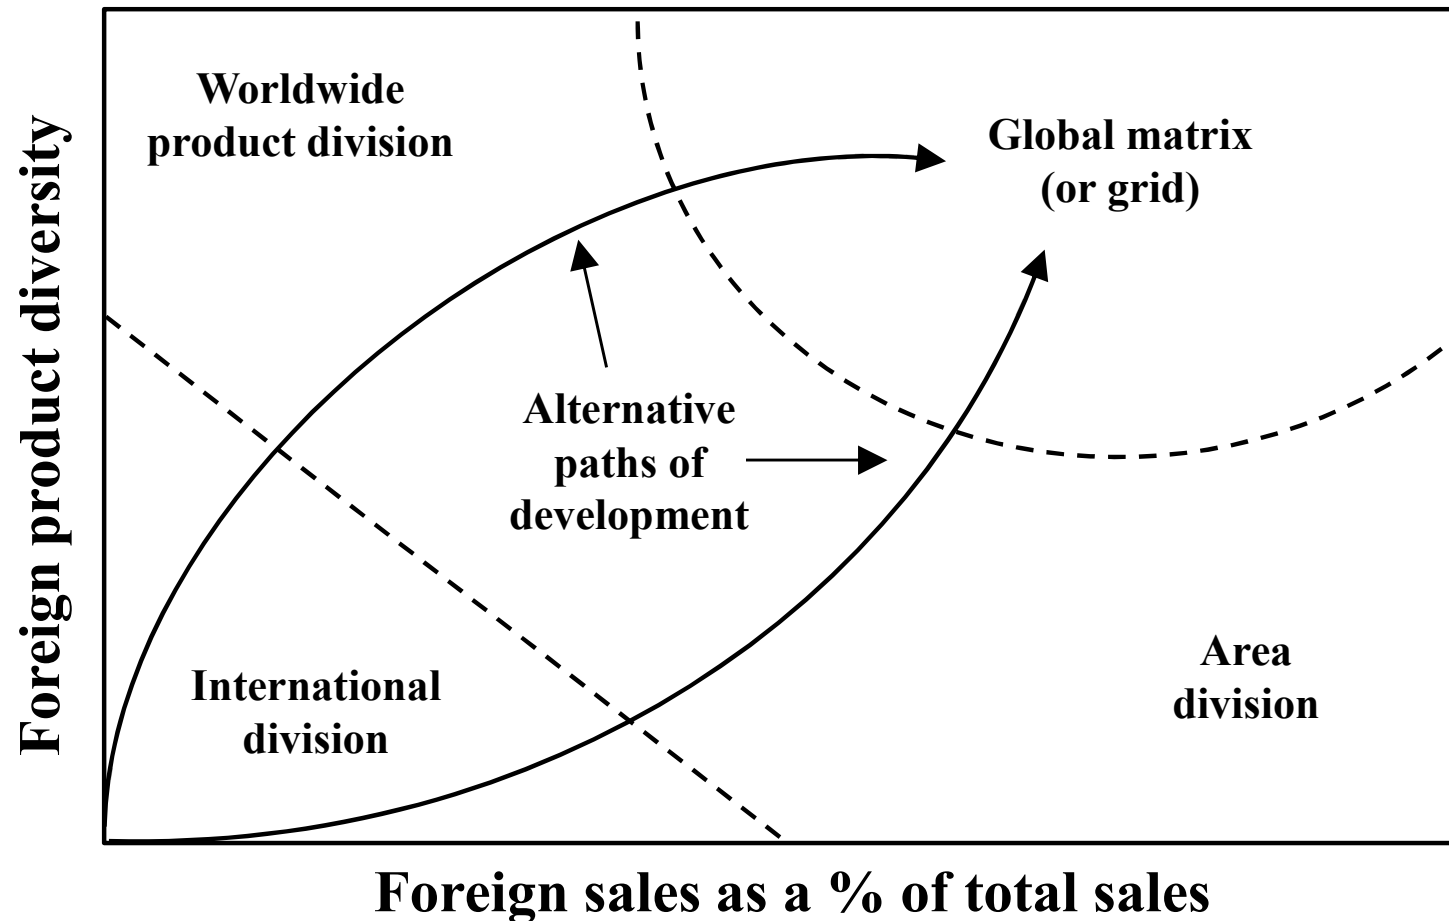 Worldwide
product division
Global matrix
(or grid)
Foreign product diversity
Alternative
paths of
development
International
division
Area
division
Foreign sales as a % of total sales